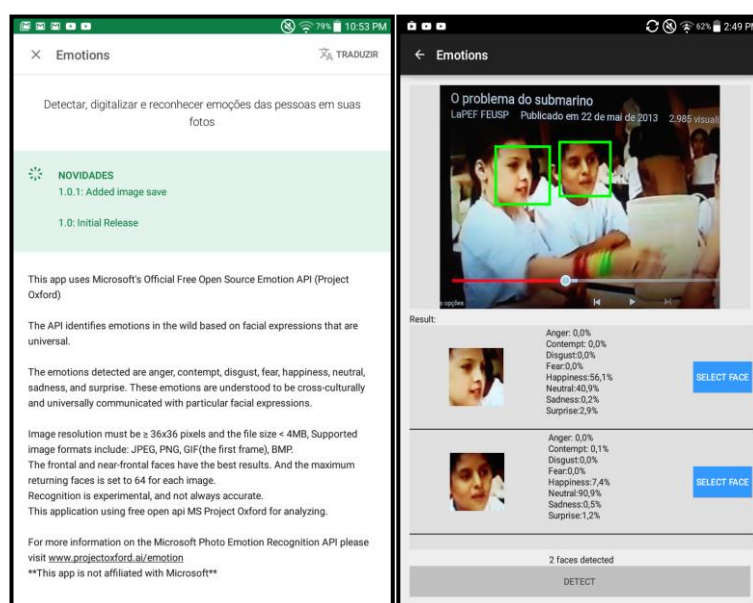 79% 10:53 PM
Emotions
TRADUZIR
Detectar, digitalizar e reconhecer emoções das pessoas em suas
fotos
NOVIDADES
1.0.1: Added image save
1.0: Initial Release
This app uses Microsoft's Official Free Open Source Emotion API (Project
Oxford)
The API identifies emotions in the wild based on facial expressions that are
universal.
The emotions detected are anger, contempt, disgust, fear, happiness, neutral,
sadness, and surprise. These emotions are understood to be cross-culturally
and universally communicated with particular facial expressions.
Image resolution must be ≥ 36x36 pixels and the file size < 4MB, Supported
image formats include: JPEG, PNG, GIF(the first frame), BMP.
The frontal and near-frontal faces have the best results. And the maximum
returning faces is set to 64 for each image.
Recognition is experimental, and not always accurate.
This application using free open api MS Project Oxford for analyzing.
For more information on the Microsoft Photo Emotion Recognition API please
visit www.projectoxford.ai/emotion
**This app is not affiliated with Microsoft**
62% 2:49 PM
Emotions
O problema do submarino
LaPEF FEUSP Publicado em 22 de mai de 2013 2.985 visuali
s opções
Result:
Anger: 0,0%
Contempt: 0,0%
Disgust:0,0%
Fear:0,0%
Happiness:56,1%
Neutral:40,9%
Sadness:0,2%
Surprise:2,9%
SELECT FACE
Anger: 0,0%
Contempt: 0,1%
Disgust:0,0%
Fear:0,0%
Happiness:7,4%
Neutral:90,9%
Sadness:0,5%
Surprise:1,2%
SELECT FACE
2 faces detected
DETECT